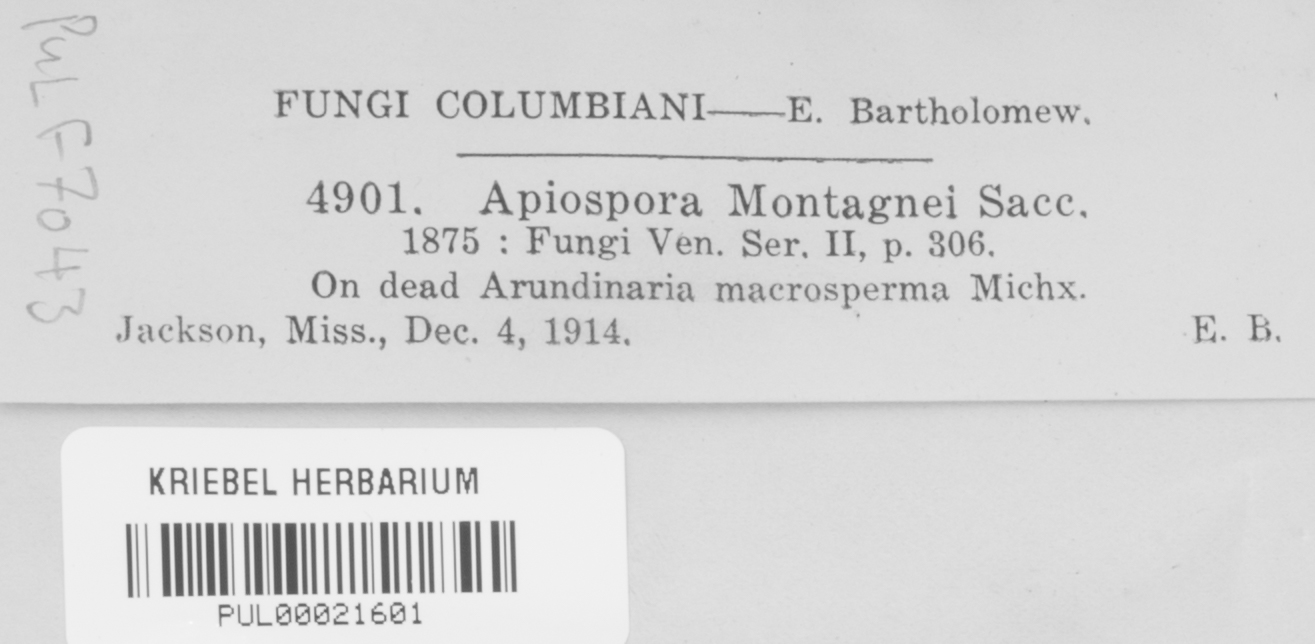 PUL F7043
FUNGI COLUMBIANI——E. Bartholomew.
4901. Apiospora Montagnei Sacc.
1875 : Fungi Ven. Ser. II, p. 306.
On dead Arundinaria macrosperma Michx.
Jackson, Miss., Dec. 4, 1914. E. B.
KRIEBEL HERBARIUM
PUL00021601